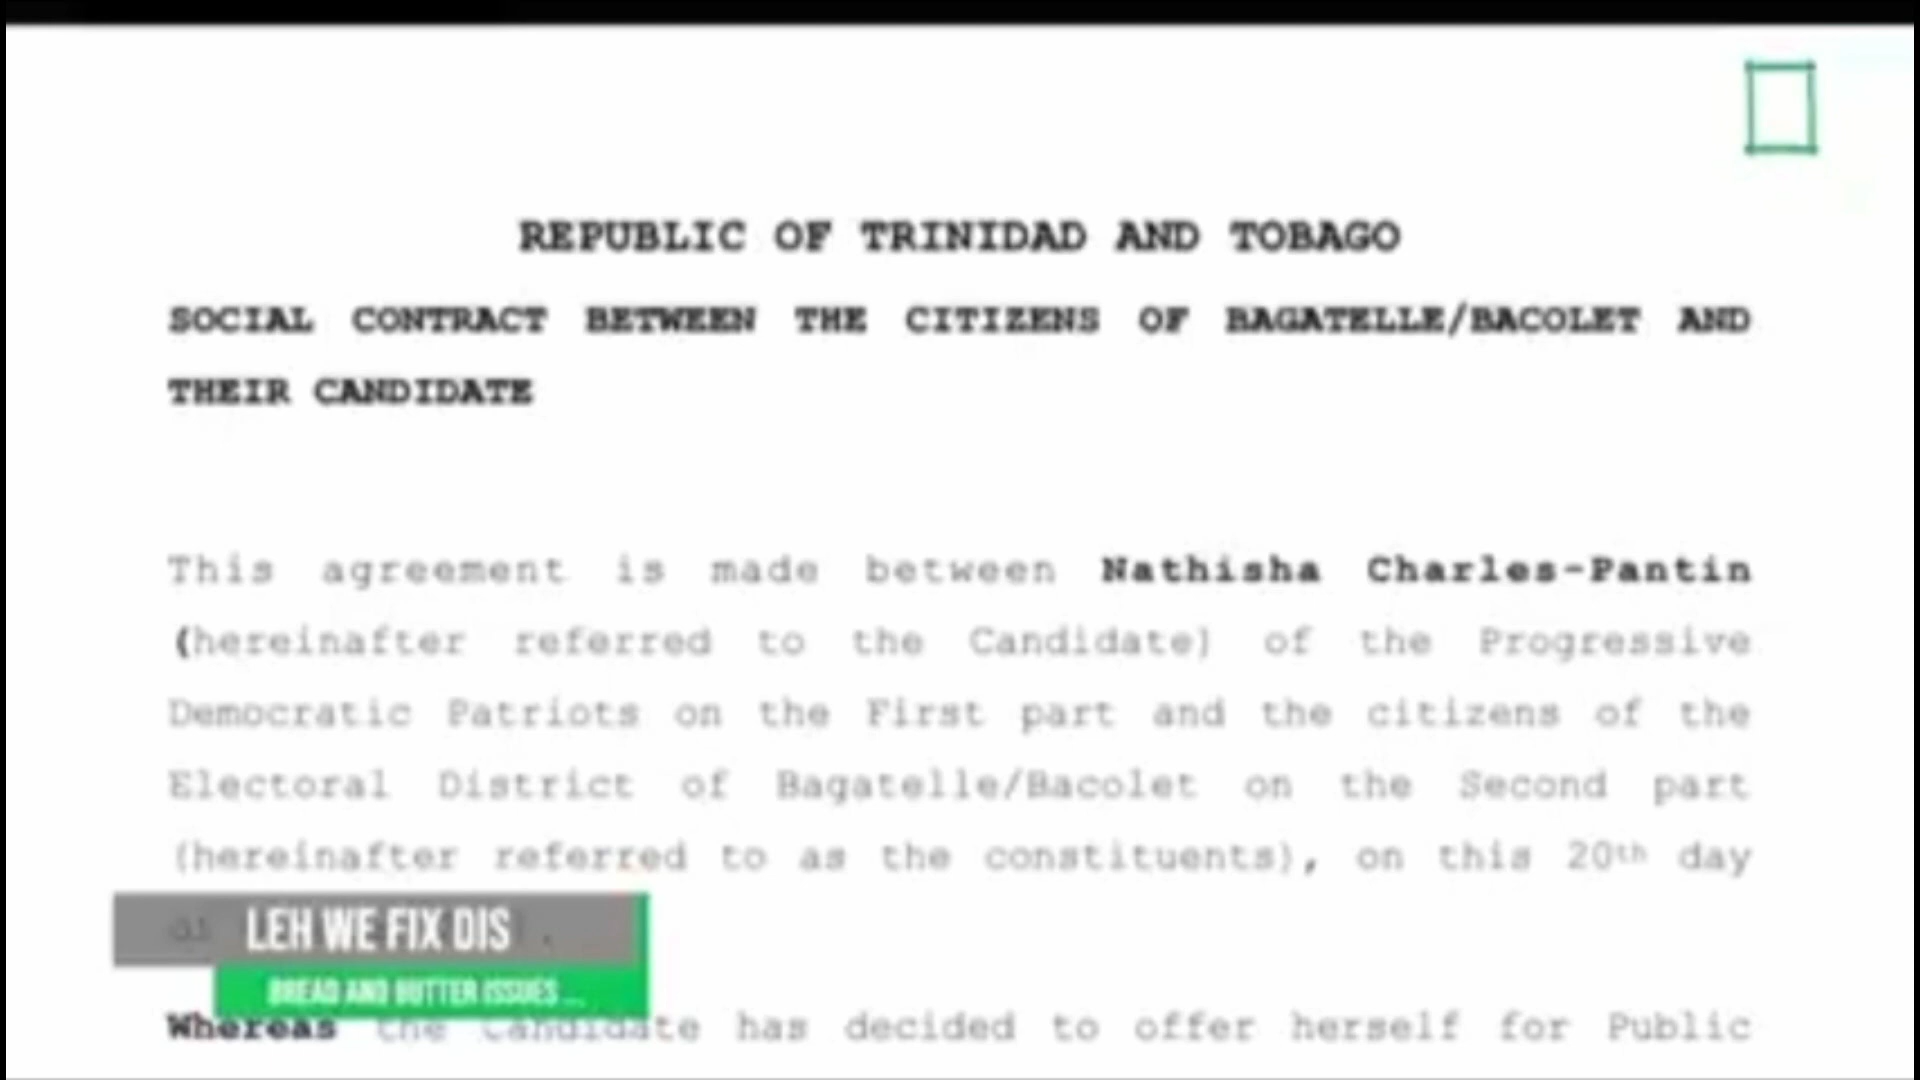 REPUBLIC OF TRINIDAD AND TOBAGO
SOCIAL CONTRACT BETWEEN THE CITIZENS OF BAGATELLE/BACOLET AND
THEIR CANDIDATE
This agreement is made between Nathisha Charles-Pantin
(hereinafter referred to the Candidate) of the Progressive
Democratic Patriots on the First part and the citizens of the
Electoral District of Bagatelle/Bacolet on the Second part
(hereinafter referred to as the constituents), on this 20th day
LEH WE FIX DIS
BREAD AND BUTTER ISSUES...
Whereas the Candidate has decided to offer herself for Public